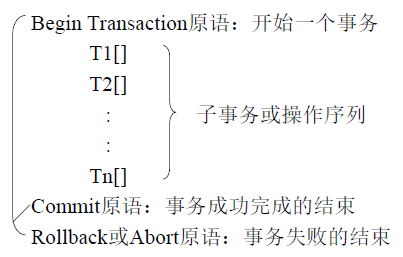 Begin Transaction原语：开始一个事务
T1[]
T2[]
:
子事务或操作序列
:
Tn[]
Commit原语：事务成功完成的结束
Rollback或Abort原语：事务失败的结束